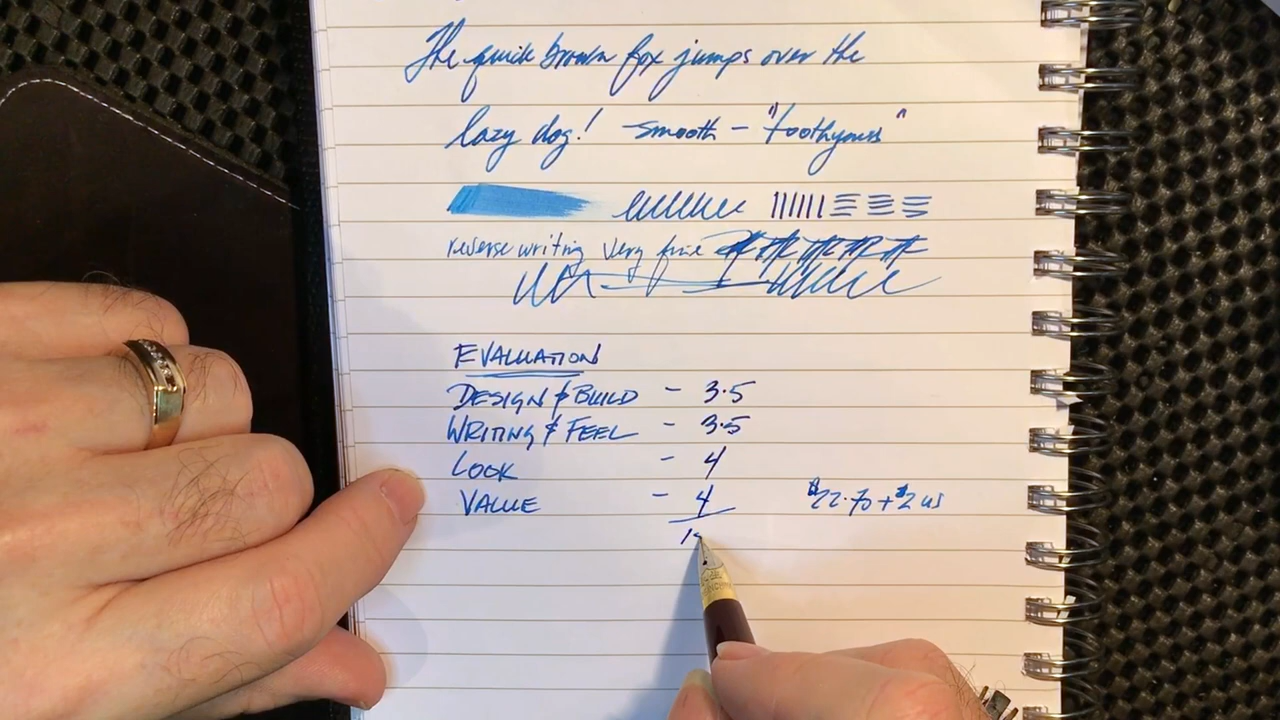 The quick brown fox jumps over the
lazy dog! smooth - "toothyness"
reverse writing very fine
EVALUATION
DESIGN & BUILD - 3.5
WRITING & FEEL - 3.5
LOOK - 4
VALUE - 4 $22.70 + $2 US
1